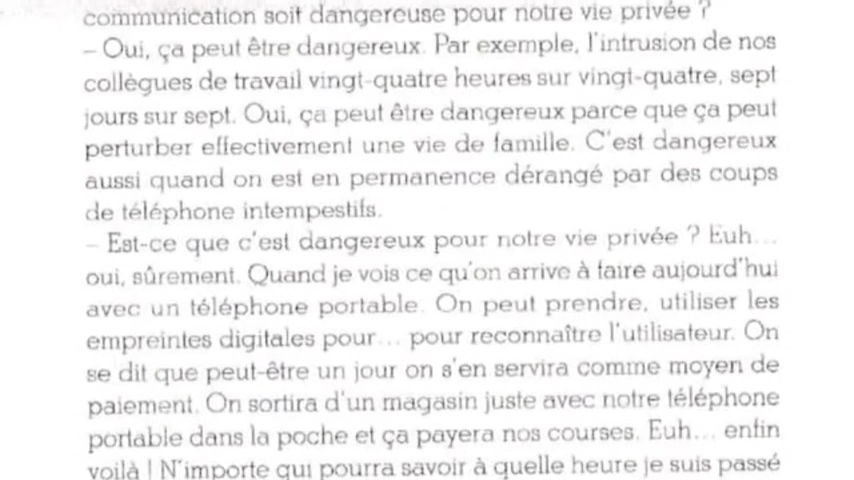 communication soit dangereuse pour notre vie privée ?
– Oui, ça peut être dangereux. Par exemple, l'intrusion de nos
collègues de travail vingt-quatre heures sur vingt-quatre, sept
jours sur sept. Oui, ça peut être dangereux parce que ça peut
perturber effectivement une vie de famille. C'est dangereux
aussi quand on est en permanence dérangé par des coups
de téléphone intempestifs.
– Est-ce que c'est dangereux pour notre vie privée ? Euh...
oui, sûrement. Quand je vois ce qu'on arrive à faire aujourd'hui
avec un téléphone portable. On peut prendre, utiliser les
empreintes digitales pour... pour reconnaître l'utilisateur. On
se dit que peut-être un jour on s'en servira comme moyen de
paiement. On sortira d'un magasin juste avec notre téléphone
portable dans la poche et ça payera nos courses. Euh... enfin
voilà ! N'importe qui pourra savoir à quelle heure je suis passé